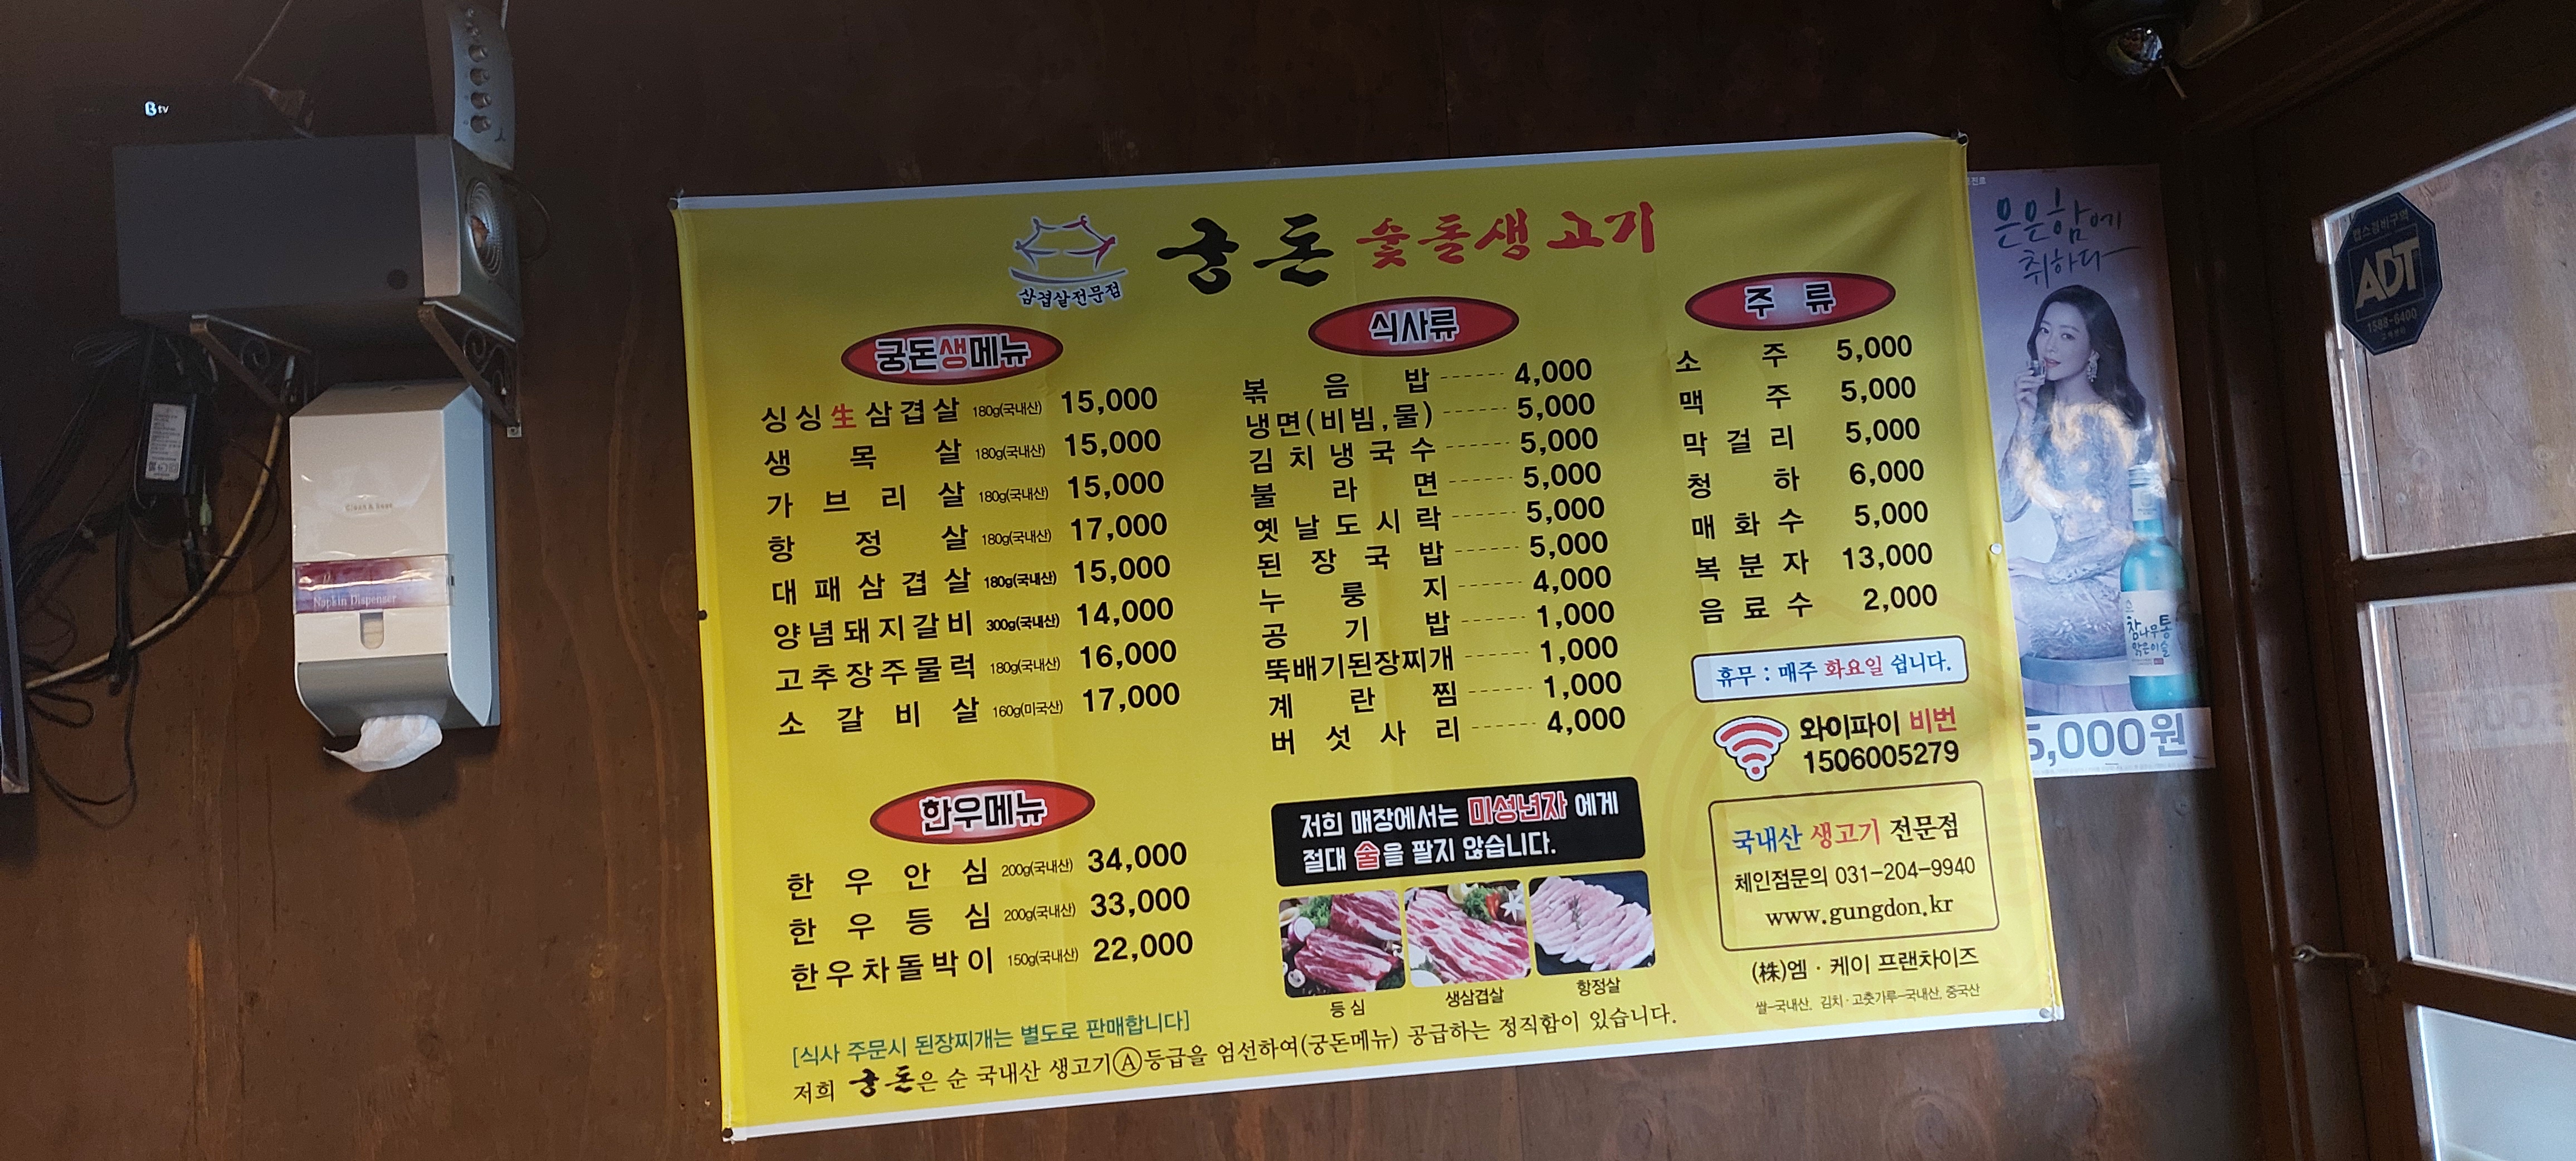 B tv
Napkin Dispenser
삼겹살전문점
궁돈 숯돌생고기
궁돈생메뉴
싱싱生삼겹살 180g(국내산) 15,000
생목살 180g(국내산) 15,000
가브리살 180g(국내산) 15,000
항정살 180g(국내산) 17,000
대패삼겹살 180g(국내산) 15,000
양념돼지갈비 300g(국내산) 14,000
고추장주물럭 180g(국내산) 16,000
소갈비살 160g(미국산) 17,000
한우메뉴
한우안심 200g(국내산) 34,000
한우등심 200g(국내산) 33,000
한우차돌박이 150g(국내산) 22,000
식사류
볶음밥 4,000
냉면(비빔,물) 5,000
김치냉국수 5,000
불라면 5,000
옛날도시락 5,000
된장국밥 5,000
누룽지 4,000
공기밥 1,000
뚝배기된장찌개 1,000
계란찜 1,000
버섯사리 4,000
저희 매장에서는 미성년자 에게
절대 술을 팔지 않습니다.
등심 생삼겹살 항정살
주류
소주 5,000
맥주 5,000
막걸리 5,000
청하 6,000
매화수 5,000
복분자 13,000
음료수 2,000
휴무 : 매주 화요일 쉽니다.
와이파이 비번
1506005279
국내산 생고기 전문점
체인점문의 031-204-9940
www.gungdon.kr
(株)엠·케이 프랜차이즈
쌀-국내산, 김치·고춧가루-국내산, 중국산
[식사 주문시 된장찌개는 별도로 판매합니다]
저희 궁돈은 순 국내산 생고기Ⓐ등급을 엄선하여(궁돈메뉴) 공급하는 정직함이 있습니다.
은은함에
취하다
참나무통
맑은이슬
5,000원
캡스경비구역
ADT
1588-6400